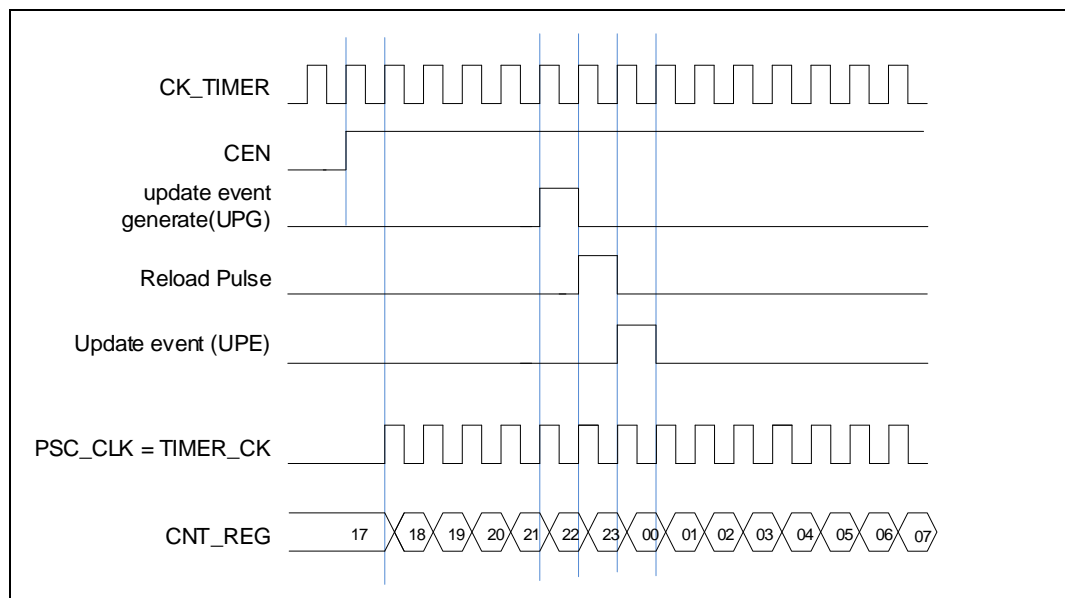 CK_TIMER
CEN
update event
generate(UPG)
Reload Pulse
Update event (UPE)
PSC_CLK = TIMER_CK
CNT_REG 17 18 19 20 21 22 23 00 01 02 03 04 05 06 07